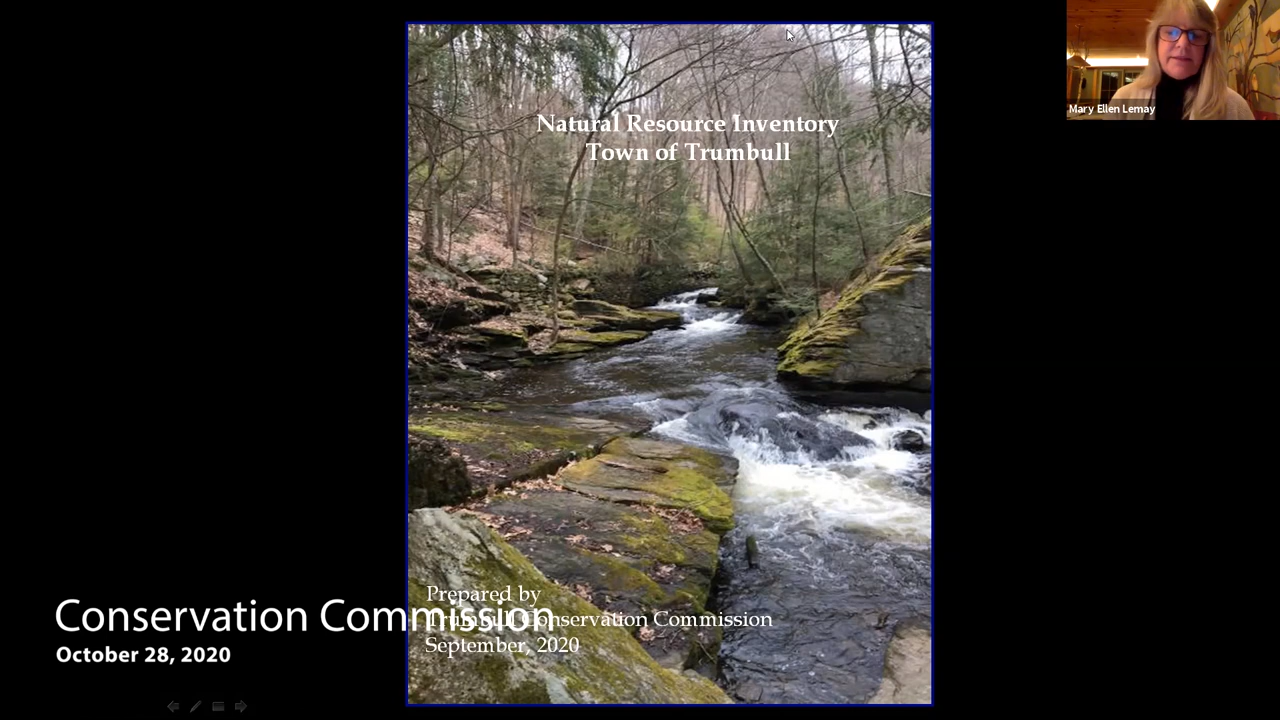 Mary Ellen Lemay
Natural Resource Inventory
Town of Trumbull
Prepared by
Trumbull Conservation Commission
September, 2020
Conservation Commission
October 28, 2020